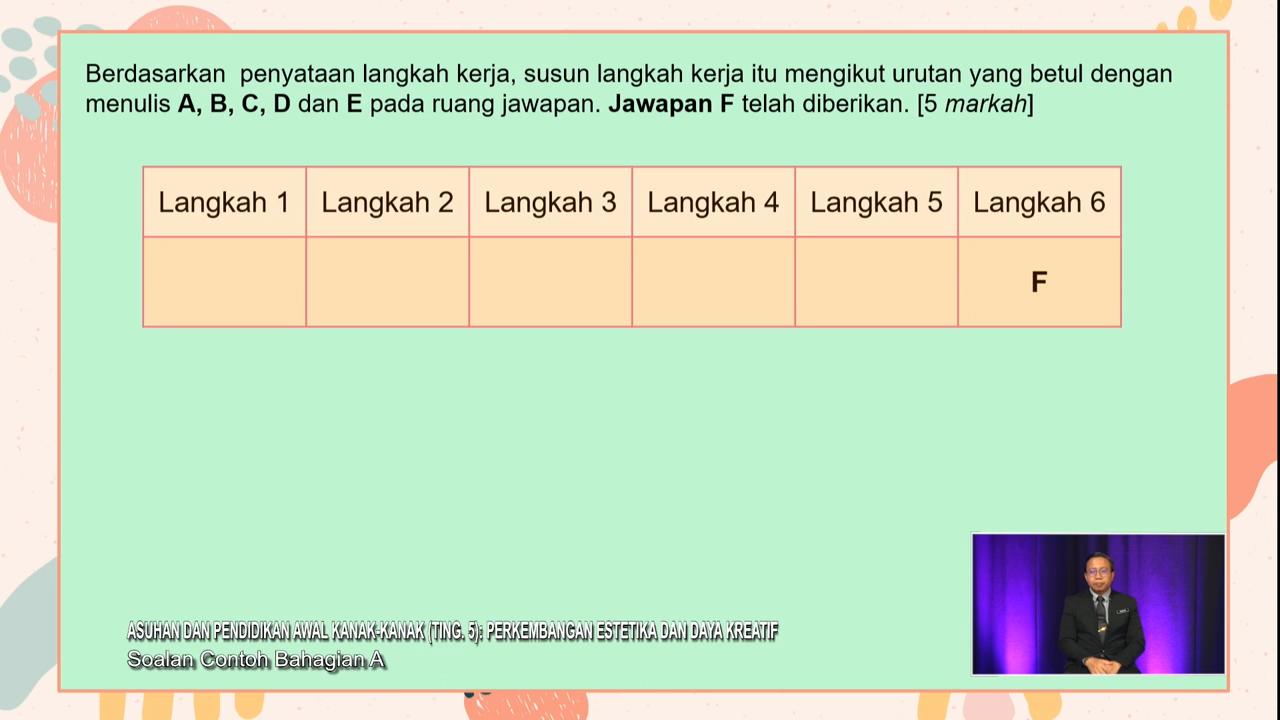 Berdasarkan penyataan langkah kerja, susun langkah kerja itu mengikut urutan yang betul dengan
menulis A, B, C, D dan E pada ruang jawapan. Jawapan F telah diberikan. [5 markah]
Langkah 1 Langkah 2 Langkah 3 Langkah 4 Langkah 5 Langkah 6
F
ASUHAN DAN PENDIDIKAN AWAL KANAK-KANAK (TING. 5): PERKEMBANGAN ESTETIKA DAN DAYA KREATIF
Soalan Contoh Bahagian A